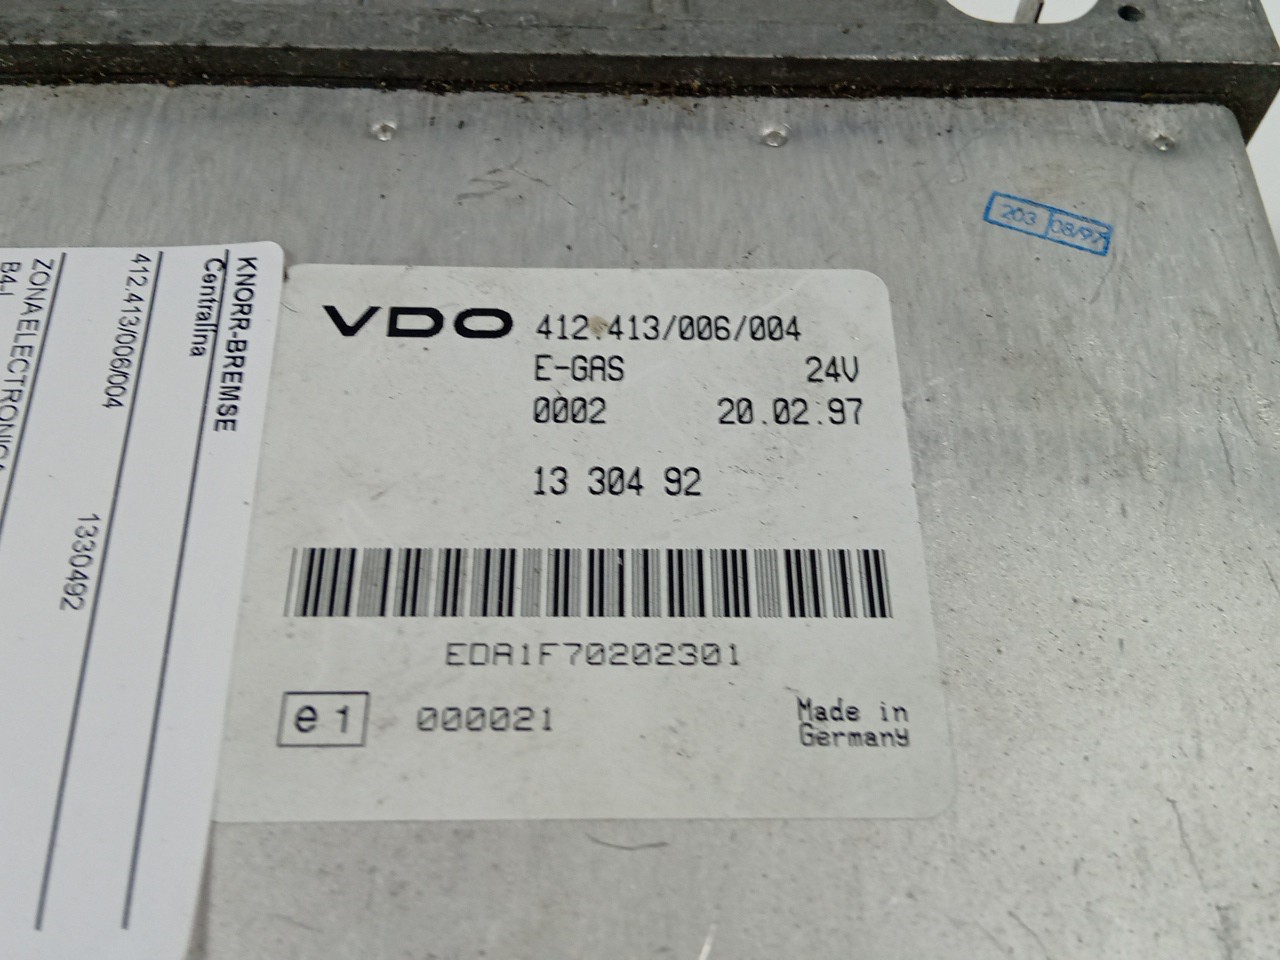 203 08/97
VDO 412.413/006/004
E-GAS 24V
0002 20.02.97
13 304 92
EDA1F70202301
e1 000021
Made in
Germany
KNORR-BREMSE
Centralina
412.413/006/004
1330492
ZONAELECTRONICA
B4-I